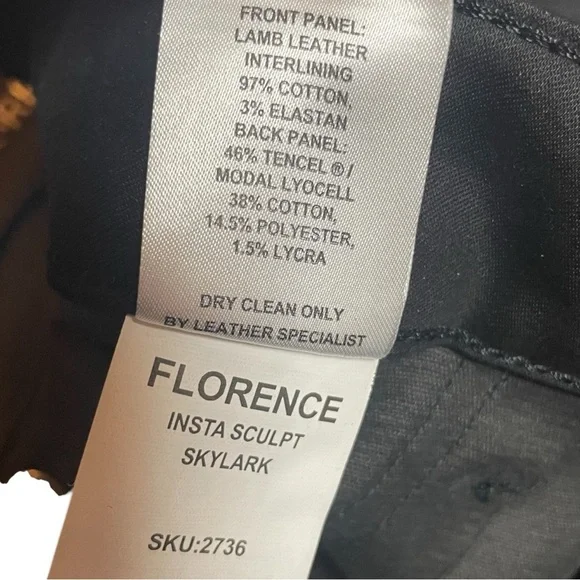 FRONT PANEL:
LAMB LEATHER
INTERLINING
97% COTTON,
3% ELASTAN
BACK PANEL:
46% TENCEL ® /
MODAL LYOCELL
38% COTTON,
14.5% POLYESTER,
1.5% LYCRA
DRY CLEAN ONLY
BY LEATHER SPECIALIST
FLORENCE
INSTA SCULPT
SKYLARK
SKU:2736